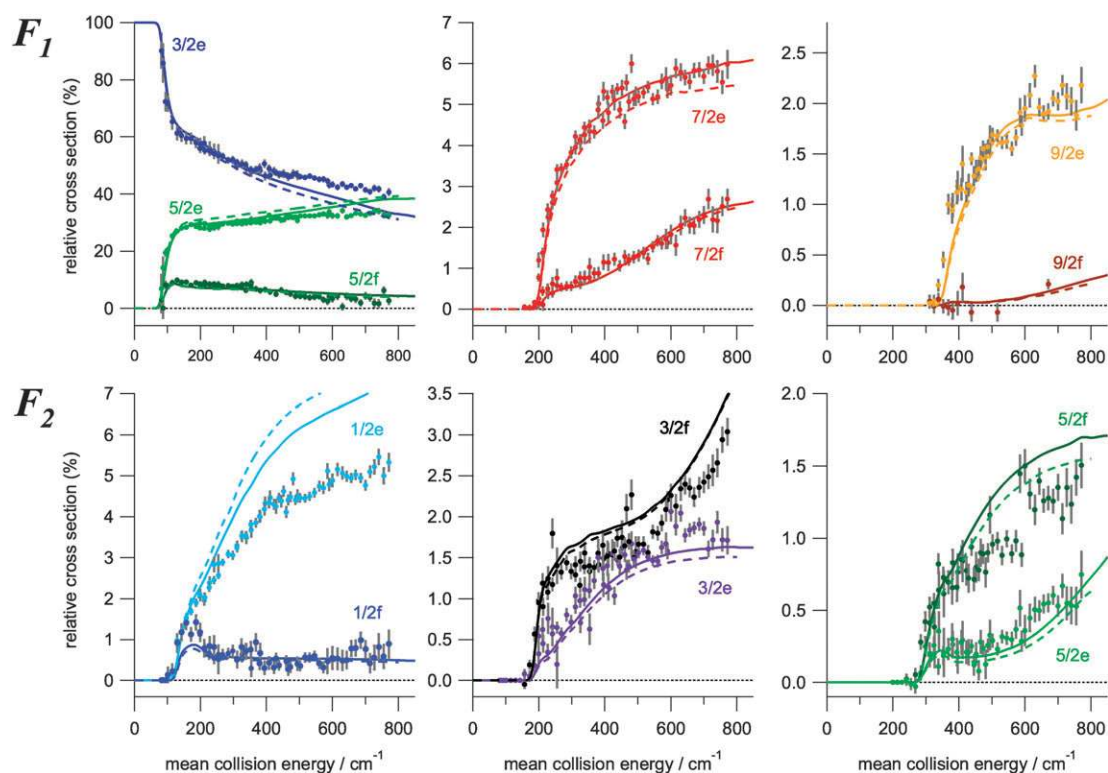 F1
relative cross section (%)
100
80
60
40
20
0
3/2e
5/2e
5/2f
0 200 400 600 800
7
6
5
4
3
2
1
0
7/2e
7/2f
0 200 400 600 800
2.5
2.0
1.5
1.0
0.5
0.0
9/2e
9/2f
0 200 400 600 800
F2
relative cross section (%)
7
6
5
4
3
2
1
0
1/2e
1/2f
0 200 400 600 800
mean collision energy / cm⁻¹
3.5
3.0
2.5
2.0
1.5
1.0
0.5
0.0
3/2f
3/2e
0 200 400 600 800
mean collision energy / cm⁻¹
2.0
1.5
1.0
0.5
0.0
5/2f
5/2e
0 200 400 600 800
mean collision energy / cm⁻¹